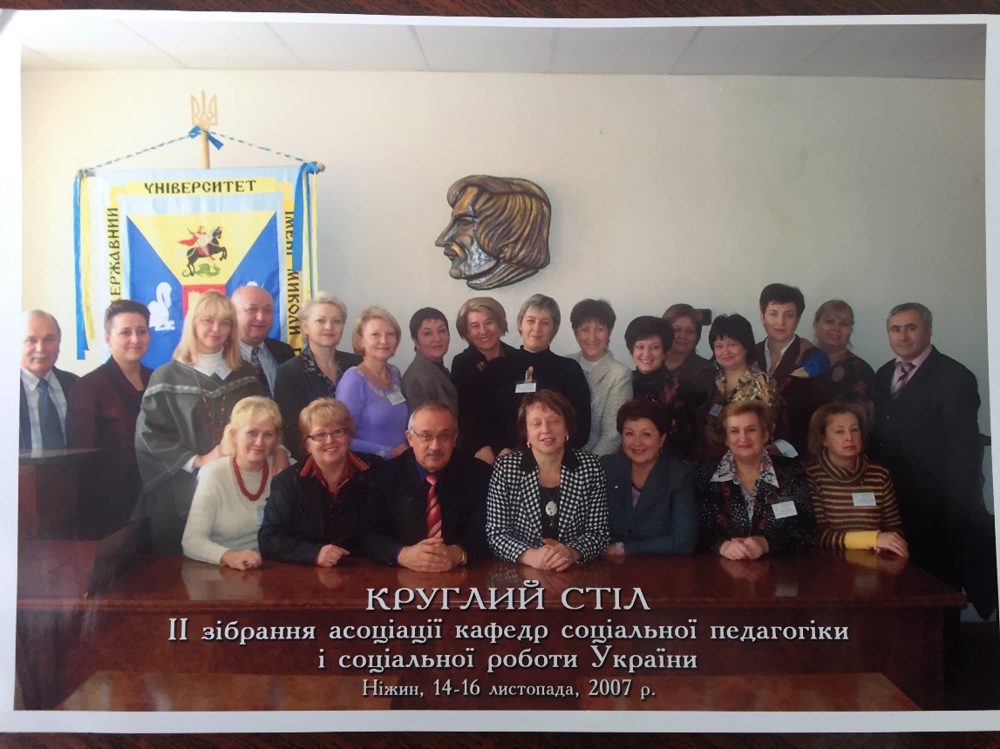 УНІВЕРСИТЕТ
ДЕРЖАВНИЙ
ІМЕНІ МИКОЛИ
КРУГЛИЙ СТІЛ
ІІ зібрання асоціації кафедр соціальної педагогіки
і соціальної роботи України
Ніжин, 14-16 листопада, 2007 р.